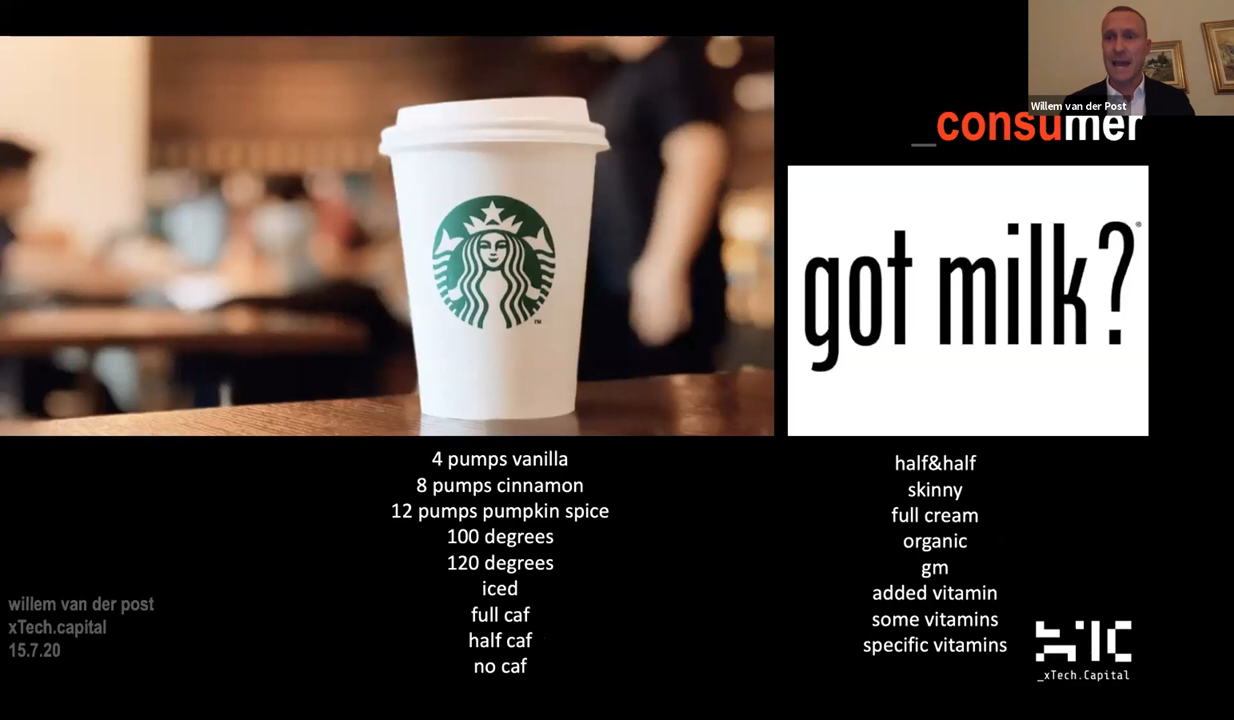 Willem van der Post
_consumer
got milk?
®
TM
4 pumps vanilla
8 pumps cinnamon
12 pumps pumpkin spice
100 degrees
120 degrees
iced
full caf
half caf
no caf
half&half
skinny
full cream
organic
gm
added vitamin
some vitamins
specific vitamins
willem van der post
xTech.capital
15.7.20
_xTech.Capital